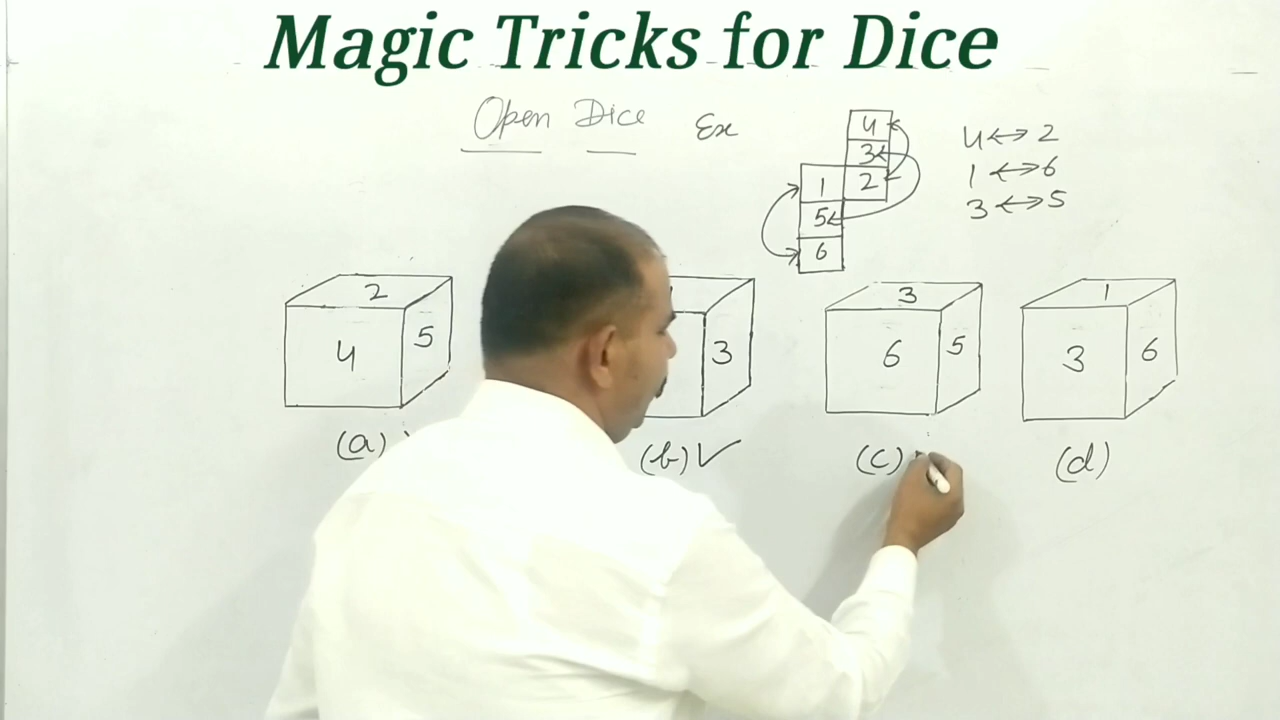 Magic Tricks for Dice
Open Dice Ex
4
3
1 2
5
6
4 ↔ 2
1 ↔ 6
3 ↔ 5
2
4 5
3
3
6 5
1
3 6
(a) (b) ✓ (c) (d)